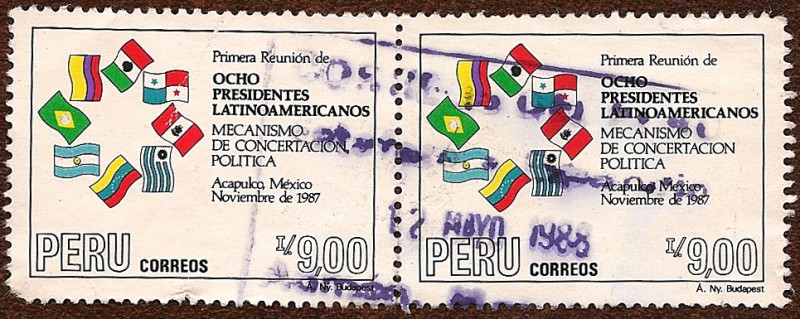 Primera Reunión de
OCHO
PRESIDENTES
LATINOAMERICANOS
MECANISMO
DE CONCERTACION
POLITICA
Acapulco, México
Noviembre de 1987
PERU CORREOS I/. 9,00
Á. Ny. Budapest
Primera Reunión de
OCHO
PRESIDENTES
LATINOAMERICANOS
MECANISMO
DE CONCERTACION
POLITICA
Acapulco, México
Noviembre de 1987
PERU CORREOS I/. 9,00
Á. Ny. Budapest
12 MAYO 1988